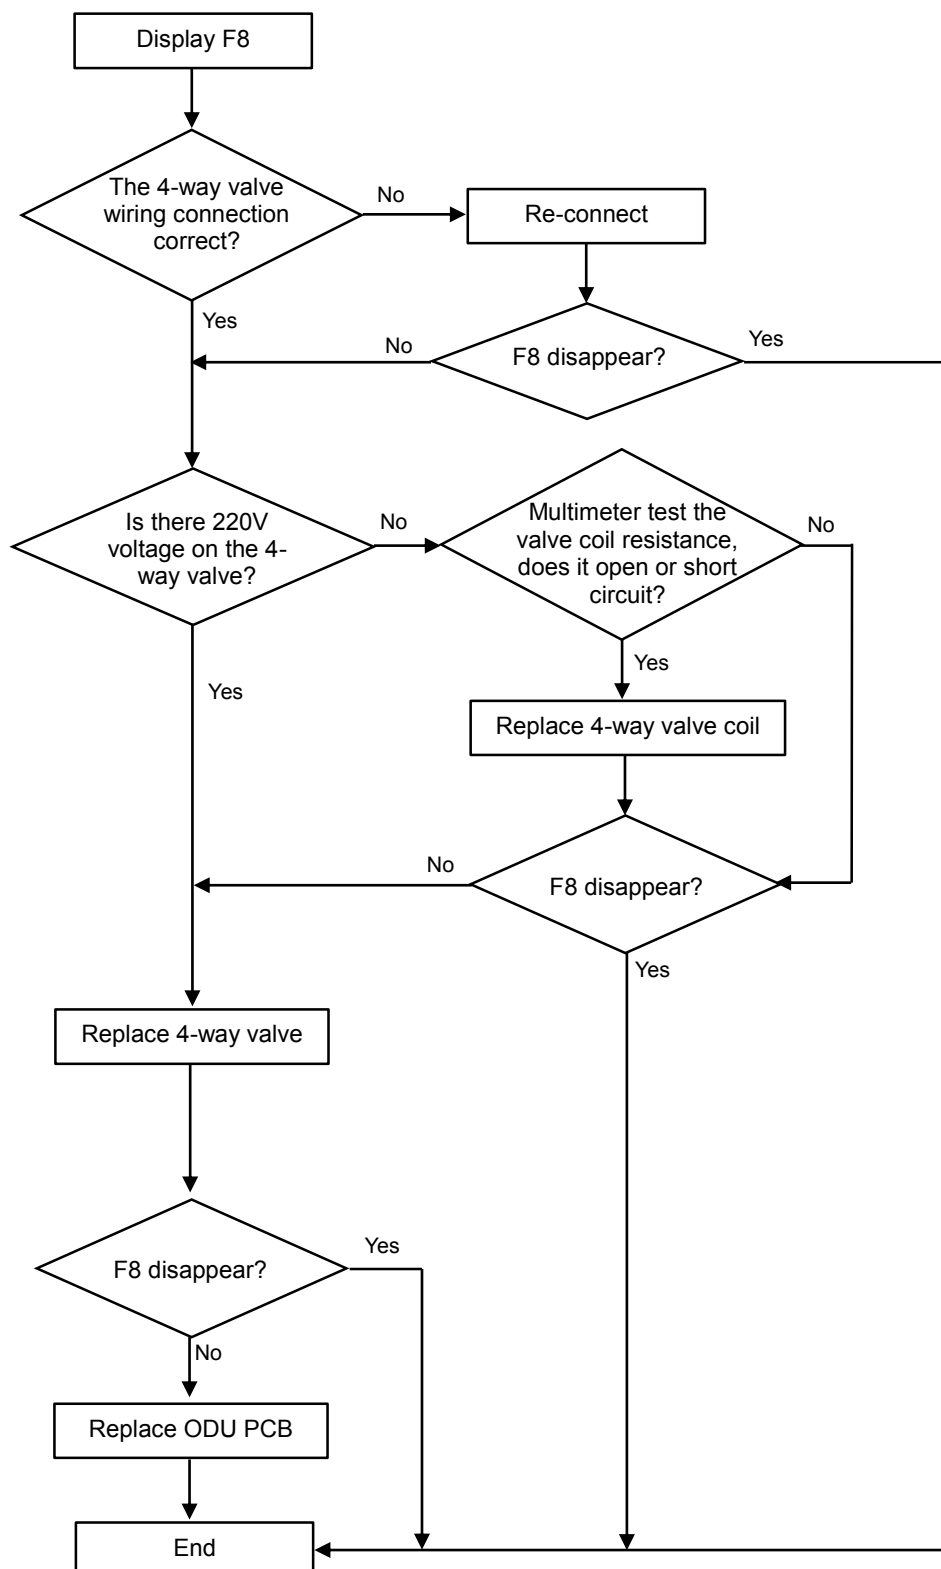 Display F8
The 4-way valve
wiring connection
correct?
No
Re-connect
Yes
No
F8 disappear?
Yes
Is there 220V
voltage on the 4-
way valve?
No
Multimeter test the
valve coil resistance,
does it open or short
circuit?
No
Yes
Yes
Replace 4-way valve coil
No
F8 disappear?
Yes
Replace 4-way valve
F8 disappear?
Yes
No
Replace ODU PCB
End